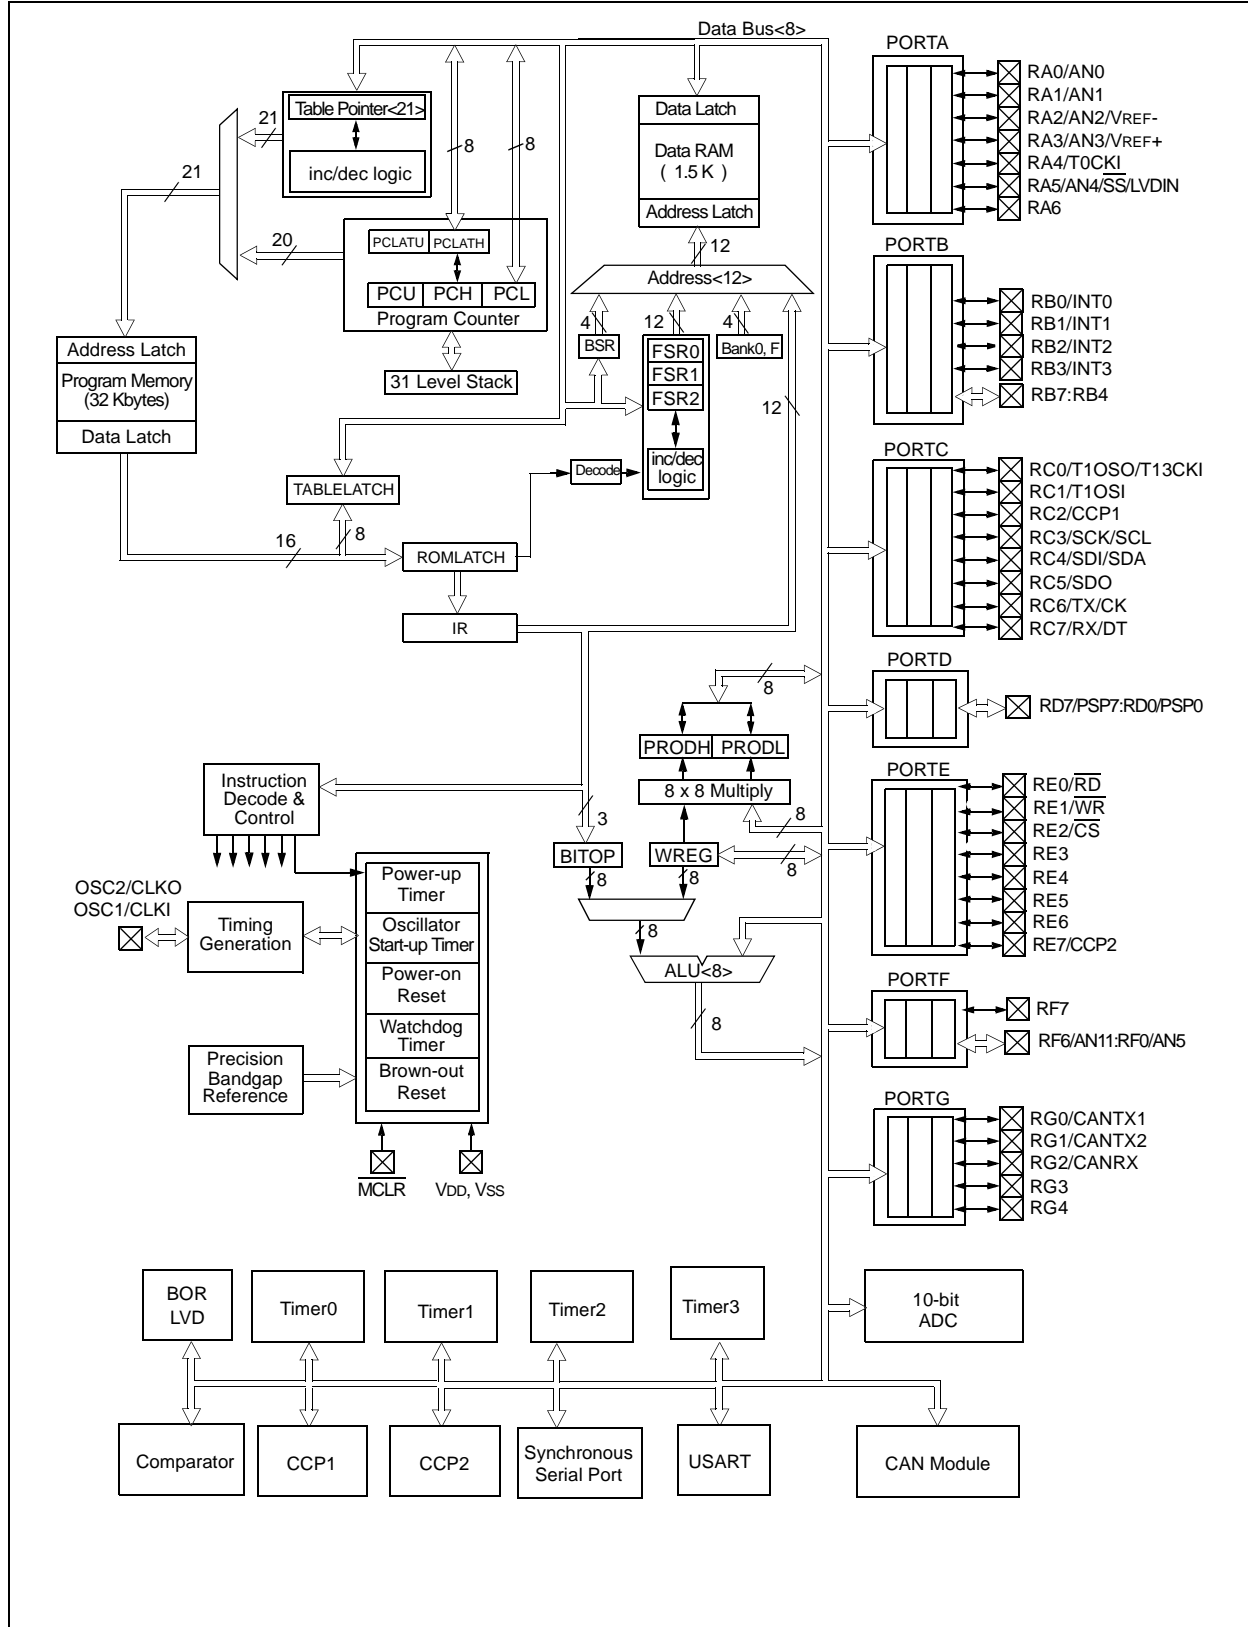 Data Bus<8>
Table Pointer<21>
inc/dec logic
21
21
20
8
8
PCLATU
PCLATH
PCU
PCH
PCL
Program Counter
31 Level Stack
Address Latch
Program Memory
(32 Kbytes)
Data Latch
Data Latch
Data RAM
( 1.5 K )
Address Latch
12
Address<12>
4
12
4
BSR
FSR0
FSR1
FSR2
inc/dec
logic
Bank0, F
12
Decode
TABLELATCH
8
16
ROMLATCH
IR
8
PRODH
PRODL
8 x 8 Multiply
8
3
BITOP
WREG
8
8
8
8
ALU<8>
8
Instruction
Decode &
Control
OSC2/CLKO
OSC1/CLKI
Timing
Generation
Power-up
Timer
Oscillator
Start-up Timer
Power-on
Reset
Watchdog
Timer
Brown-out
Reset
Precision
Bandgap
Reference
MCLR
VDD, VSS
PORTA
RA0/AN0
RA1/AN1
RA2/AN2/VREF-
RA3/AN3/VREF+
RA4/T0CKI
RA5/AN4/SS/LVDIN
RA6
PORTB
RB0/INT0
RB1/INT1
RB2/INT2
RB3/INT3
RB7:RB4
PORTC
RC0/T1OSO/T13CKI
RC1/T1OSI
RC2/CCP1
RC3/SCK/SCL
RC4/SDI/SDA
RC5/SDO
RC6/TX/CK
RC7/RX/DT
PORTD
RD7/PSP7:RD0/PSP0
PORTE
RE0/RD
RE1/WR
RE2/CS
RE3
RE4
RE5
RE6
RE7/CCP2
PORTF
RF7
RF6/AN11:RF0/AN5
PORTG
RG0/CANTX1
RG1/CANTX2
RG2/CANRX
RG3
RG4
BOR
LVD
Timer0
Timer1
Timer2
Timer3
10-bit
ADC
Comparator
CCP1
CCP2
Synchronous
Serial Port
USART
CAN Module